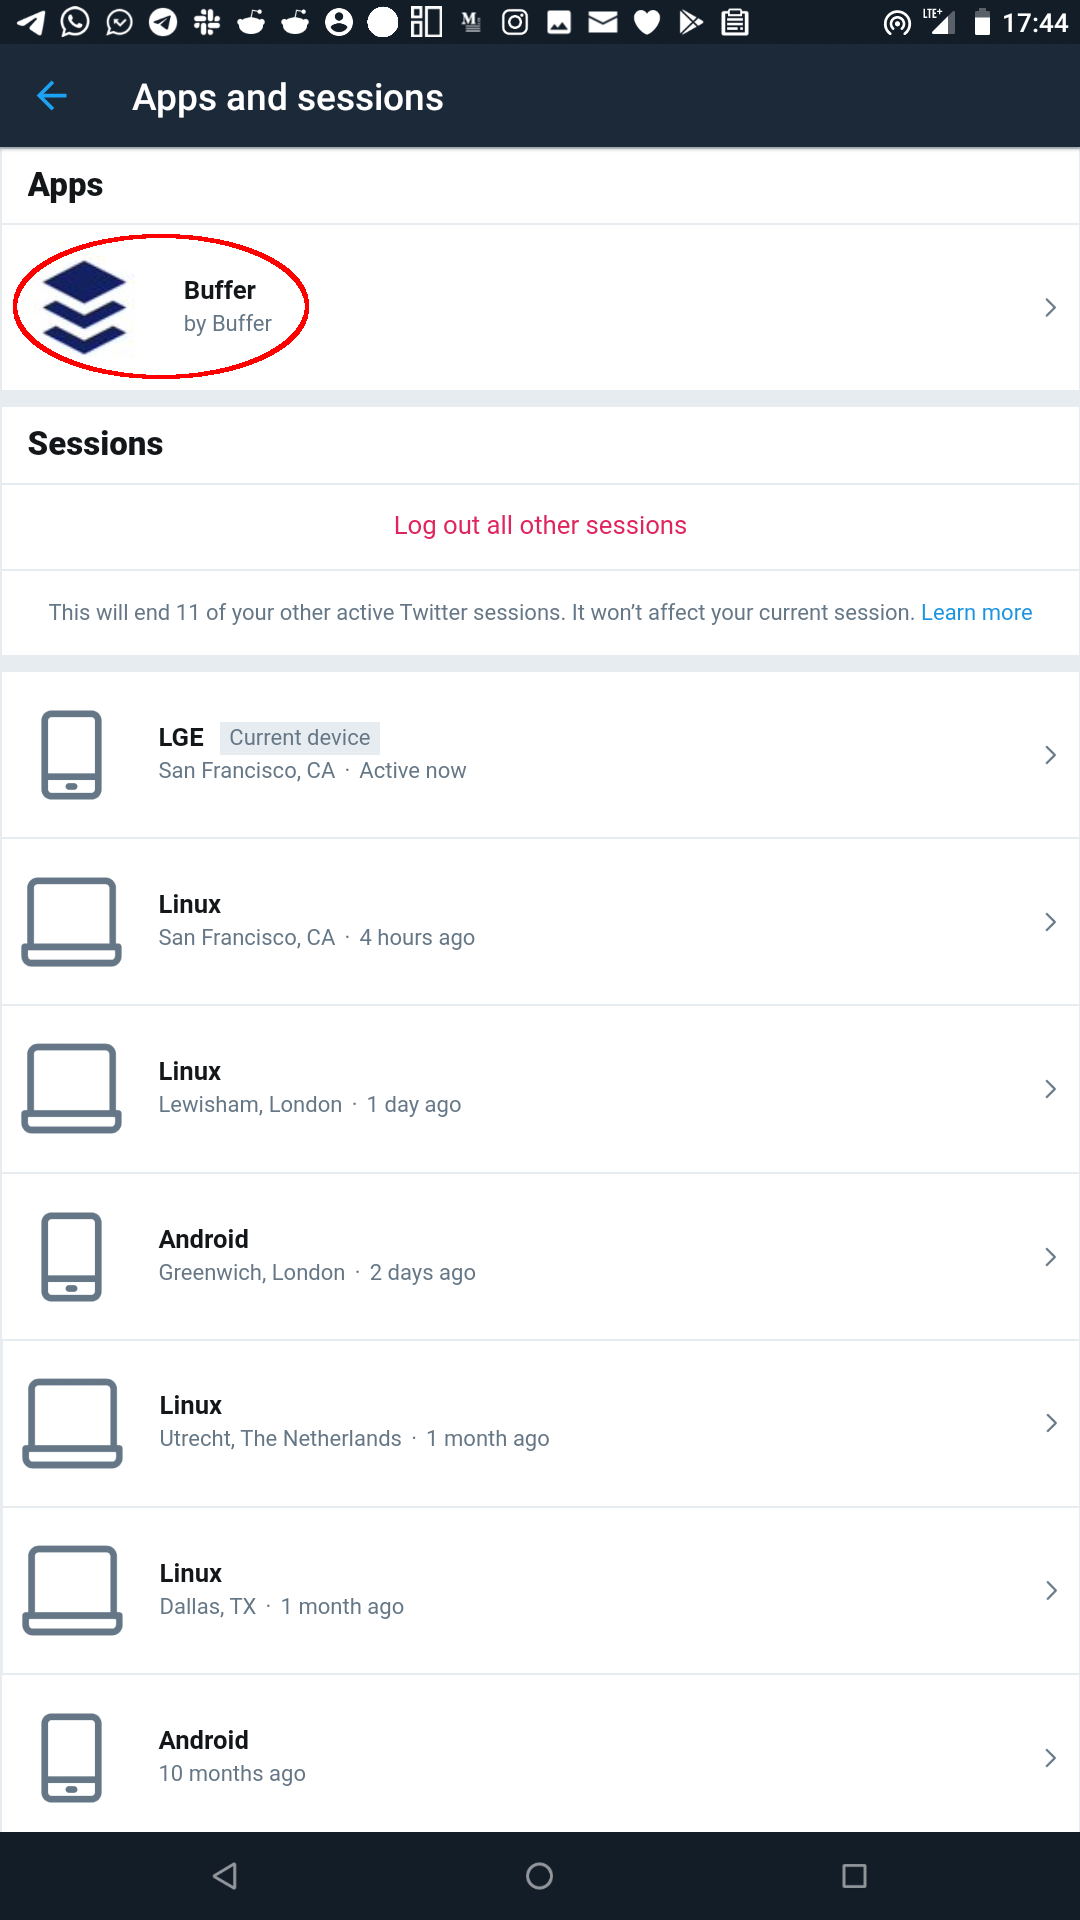 LTE+ 17:44
Apps and sessions
Apps
Buffer
by Buffer
Sessions
Log out all other sessions
This will end 11 of your other active Twitter sessions. It won't affect your current session. Learn more
LGE Current device
San Francisco, CA · Active now
Linux
San Francisco, CA · 4 hours ago
Linux
Lewisham, London · 1 day ago
Android
Greenwich, London · 2 days ago
Linux
Utrecht, The Netherlands · 1 month ago
Linux
Dallas, TX · 1 month ago
Android
10 months ago